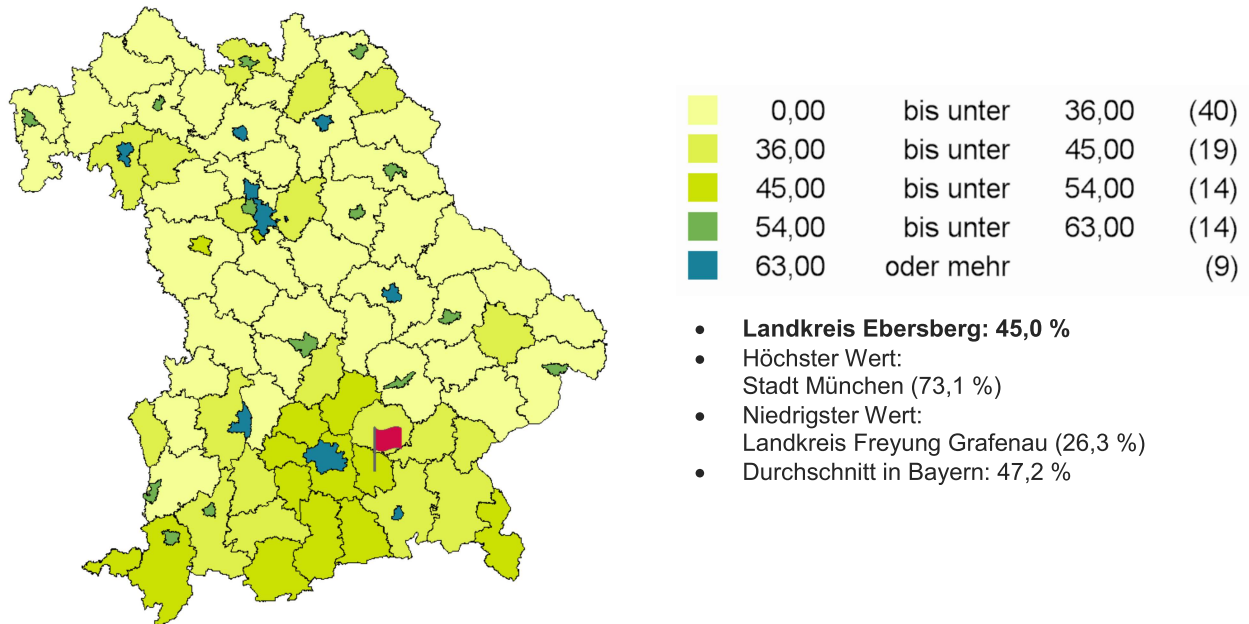 0,00 bis unter 36,00 (40)
36,00 bis unter 45,00 (19)
45,00 bis unter 54,00 (14)
54,00 bis unter 63,00 (14)
63,00 oder mehr (9)
• Landkreis Ebersberg: 45,0 %
• Höchster Wert:
Stadt München (73,1 %)
• Niedrigster Wert:
Landkreis Freyung Grafenau (26,3 %)
• Durchschnitt in Bayern: 47,2 %